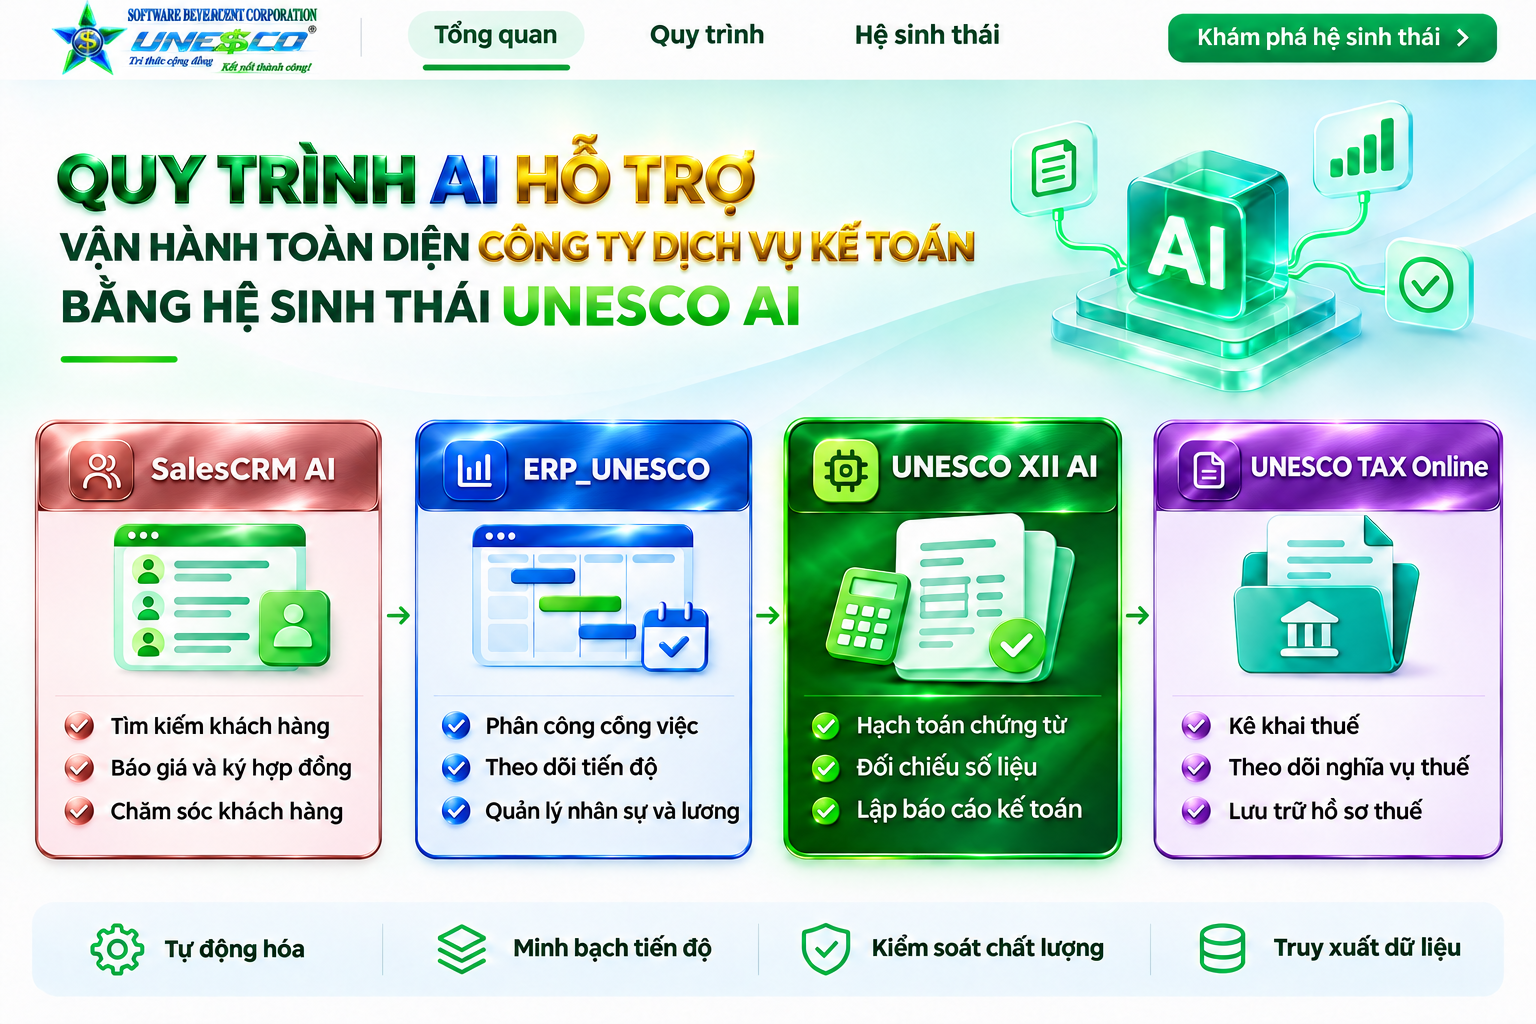 SOFTWARE DEVERDENT CORPORATION
UNE$CO®
Tri thức cộng đồng
Kết nốt thành công!
Tổng quan
Quy trình
Hệ sinh thái
Khám phá hệ sinh thái
QUY TRÌNH AI HỖ TRỢ
VẬN HÀNH TOÀN DIỆN CÔNG TY DỊCH VỤ KẾ TOÁN
BẰNG HỆ SINH THÁI UNESCO AI
AI
SalesCRM AI
Tìm kiếm khách hàng
Báo giá và ký hợp đồng
Chăm sóc khách hàng
ERP_UNESCO
Phân công công việc
Theo dõi tiến độ
Quản lý nhân sự và lương
UNESCO XII AI
Hạch toán chứng từ
Đối chiếu số liệu
Lập báo cáo kế toán
UNESCO TAX Online
Kê khai thuế
Theo dõi nghĩa vụ thuế
Lưu trữ hồ sơ thuế
Tự động hóa
Minh bạch tiến độ
Kiểm soát chất lượng
Truy xuất dữ liệu